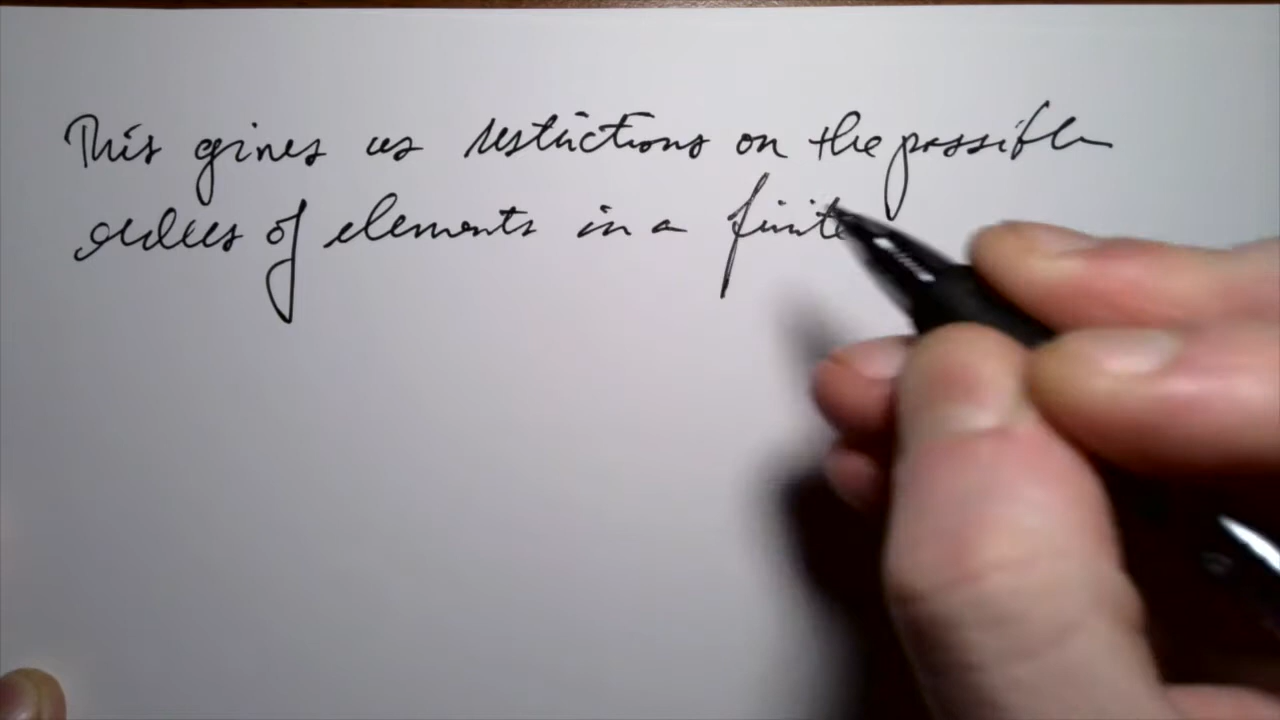 This gives us restrictions on the possible
orders of elements in a finite